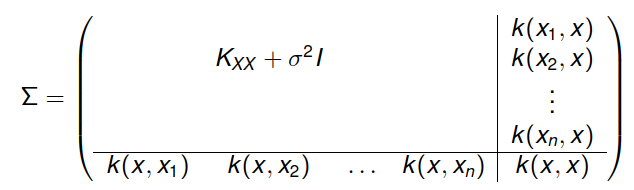 k(x₁, x)
K_XX + σ²I k(x₂, x)
Σ = ⋮
k(xₙ, x)
k(x, x₁) k(x, x₂) … k(x, xₙ) k(x, x)